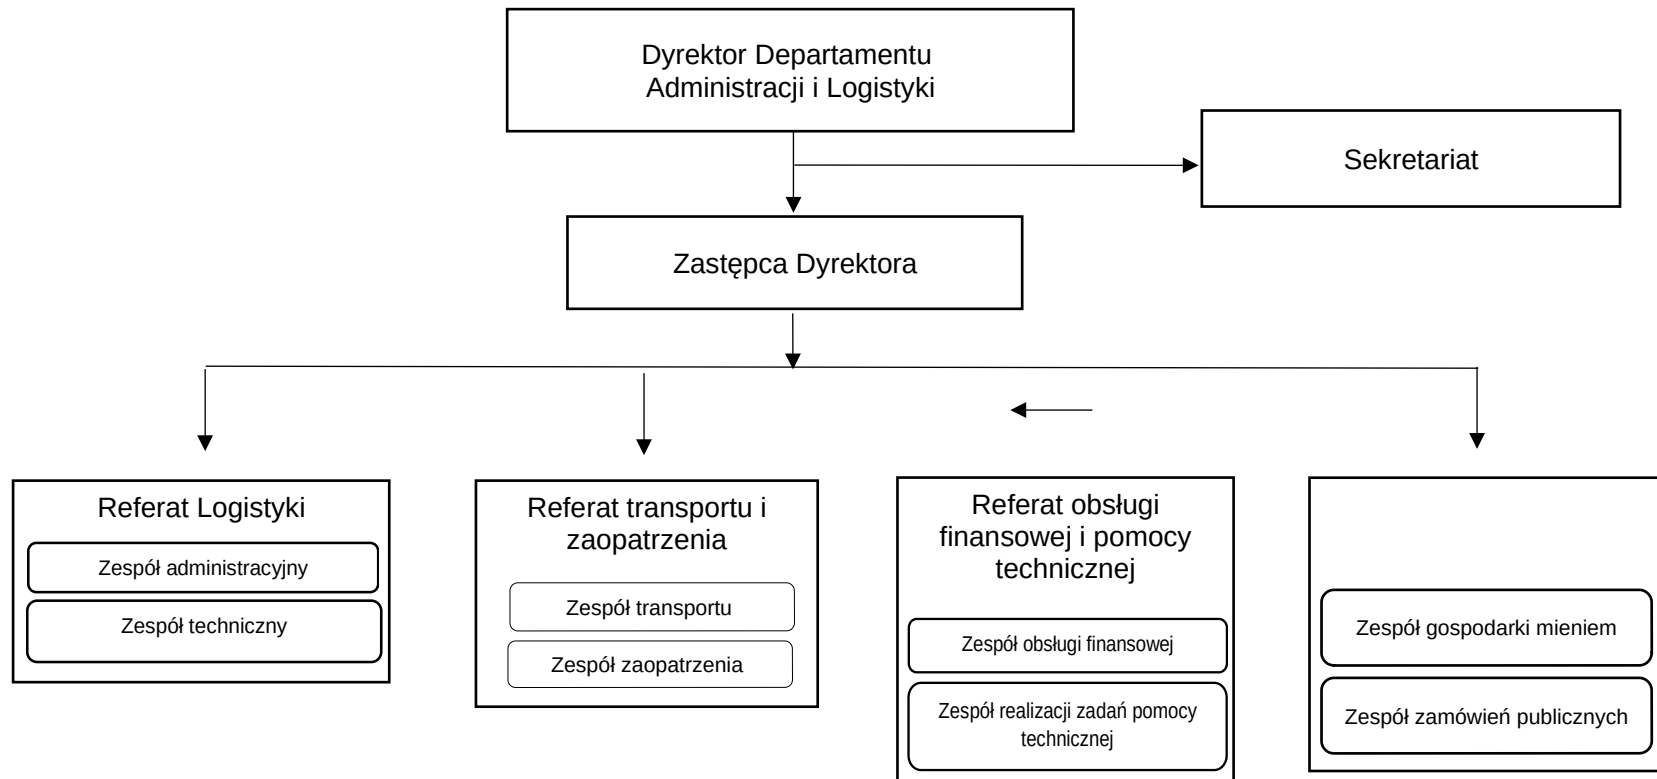 Dyrektor Departamentu
Administracji i Logistyki
Sekretariat
Zastępca Dyrektora
Referat Logistyki
Zespół administracyjny
Zespół techniczny
Referat transportu i
zaopatrzenia
Zespół transportu
Zespół zaopatrzenia
Referat obsługi
finansowej i pomocy
technicznej
Zespół obsługi finansowej
Zespół realizacji zadań pomocy
technicznej
Zespół gospodarki mieniem
Zespół zamówień publicznych